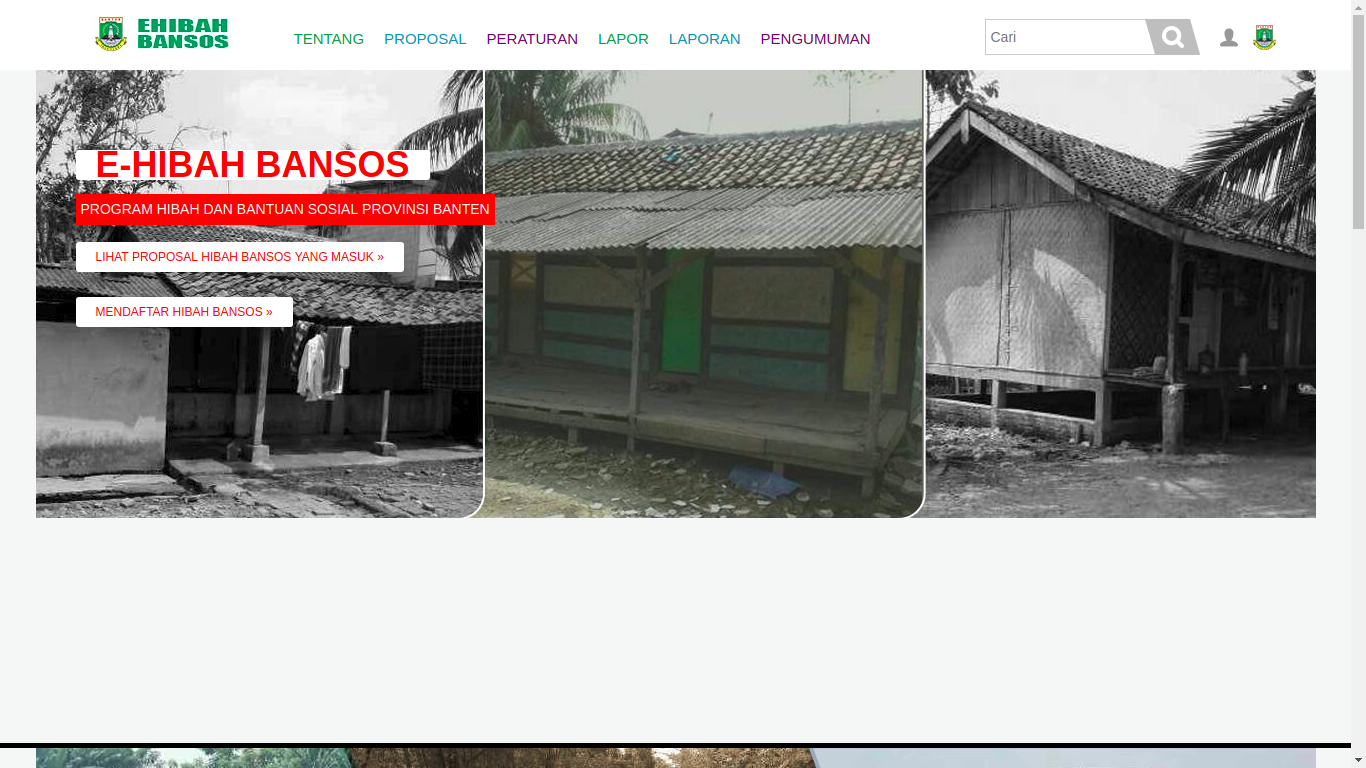 EHIBAH
BANSOS
TENTANG PROPOSAL PERATURAN LAPOR LAPORAN PENGUMUMAN
Cari
E-HIBAH BANSOS
PROGRAM HIBAH DAN BANTUAN SOSIAL PROVINSI BANTEN
LIHAT PROPOSAL HIBAH BANSOS YANG MASUK »
MENDAFTAR HIBAH BANSOS »